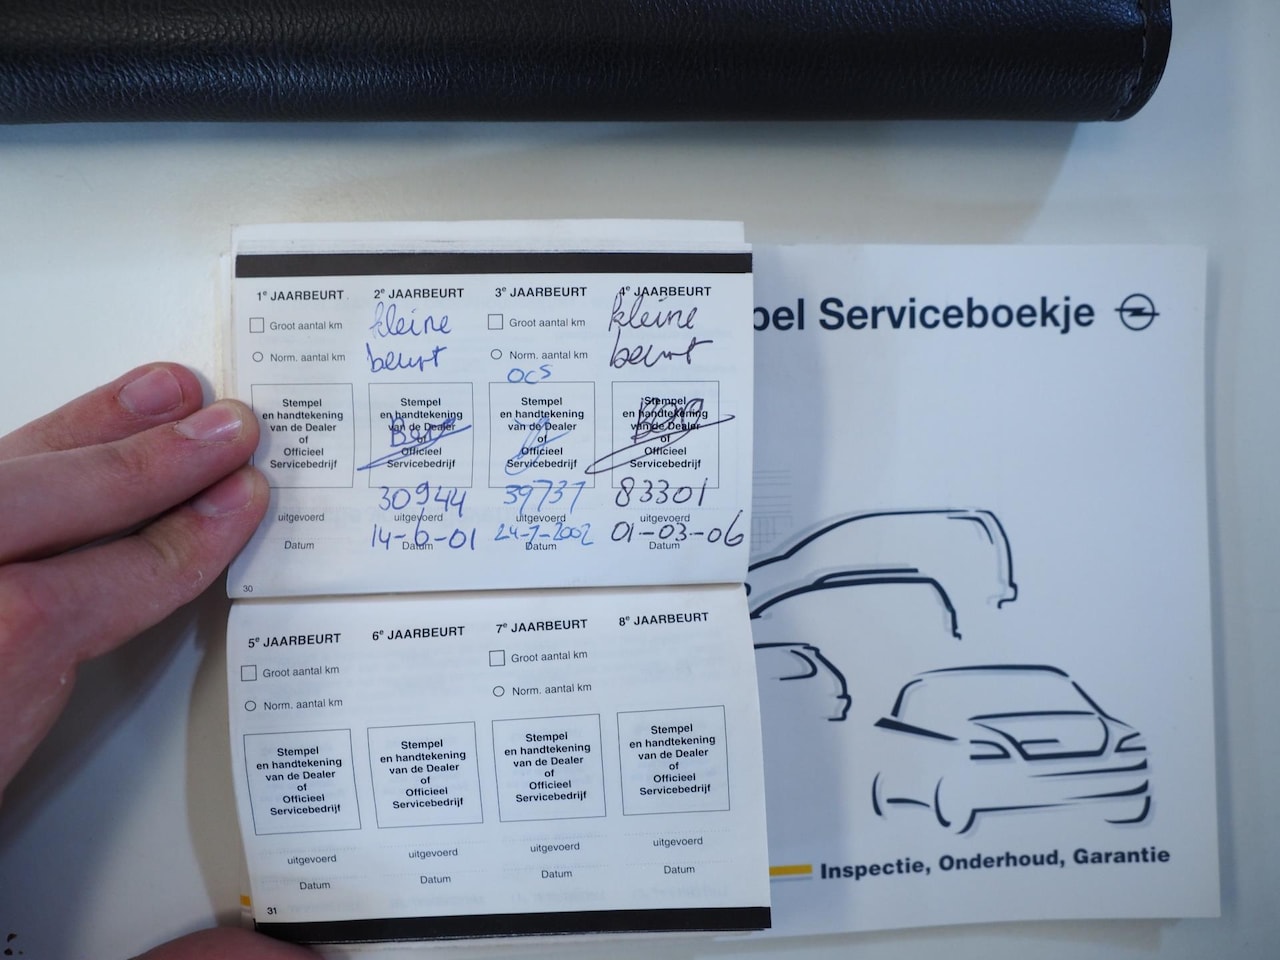 1e JAARBEURT
Groot aantal km
Norm. aantal km
Stempel
en handtekening
van de Dealer
of
Officieel
Servicebedrijf
uitgevoerd
Datum
2e JAARBEURT
kleine
beurt
Stempel
en handtekening
van de Dealer
of
Officieel
Servicebedrijf
30944
uitgevoerd
14-6-01
Datum
3e JAARBEURT
Groot aantal km
Norm. aantal km
OCS
Stempel
en handtekening
van de Dealer
of
Officieel
Servicebedrijf
39737
uitgevoerd
24-7-2002
Datum
4e JAARBEURT
kleine
beurt
Stempel
en handtekening
van de Dealer
of
Officieel
Servicebedrijf
83301
uitgevoerd
01-03-06
Datum
30
5e JAARBEURT
Groot aantal km
Norm. aantal km
Stempel
en handtekening
van de Dealer
of
Officieel
Servicebedrijf
uitgevoerd
Datum
6e JAARBEURT
Stempel
en handtekening
van de Dealer
of
Officieel
Servicebedrijf
uitgevoerd
Datum
7e JAARBEURT
Groot aantal km
Norm. aantal km
Stempel
en handtekening
van de Dealer
of
Officieel
Servicebedrijf
uitgevoerd
Datum
8e JAARBEURT
Stempel
en handtekening
van de Dealer
of
Officieel
Servicebedrijf
uitgevoerd
Datum
31
pel Serviceboekje
Inspectie, Onderhoud, Garantie